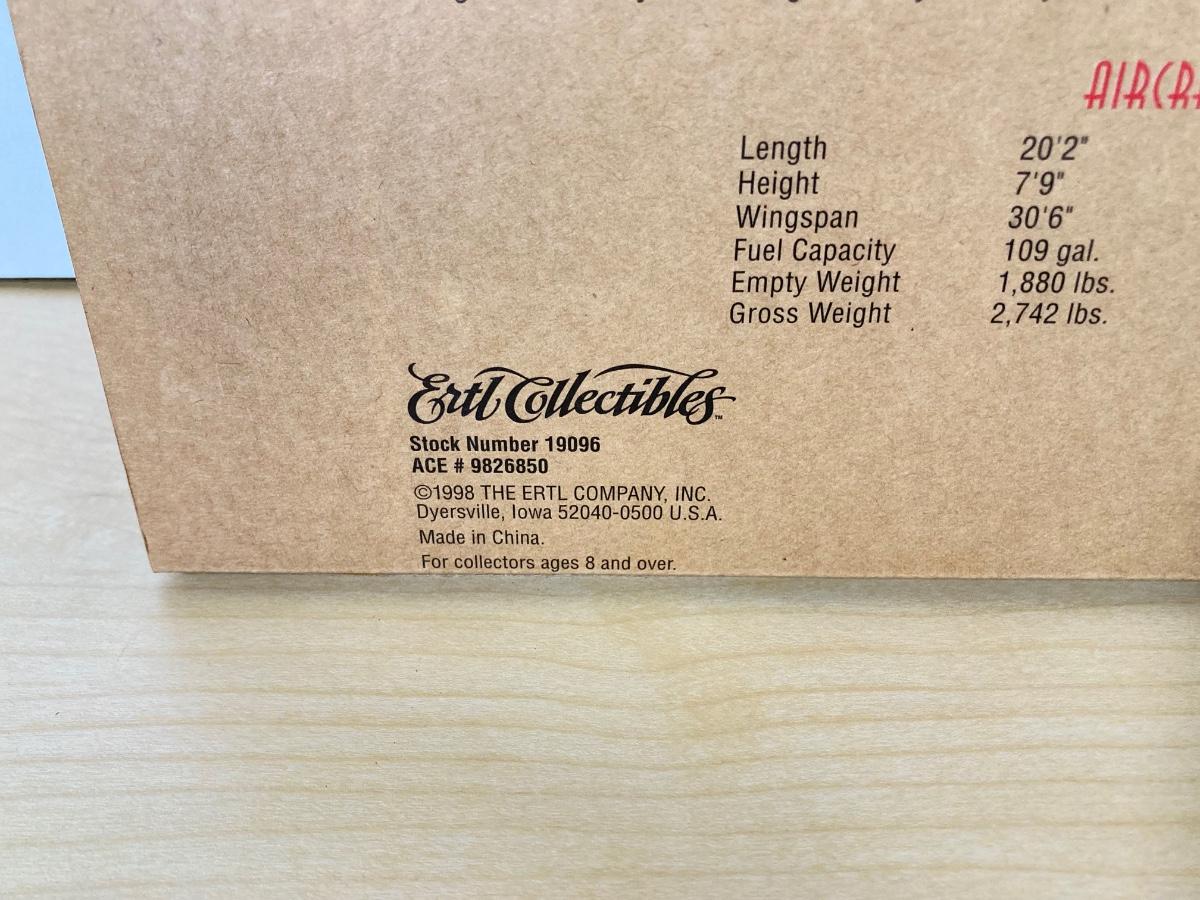 Length 20'2"
Height 7'9"
Wingspan 30'6"
Fuel Capacity 109 gal.
Empty Weight 1,880 lbs.
Gross Weight 2,742 lbs.
Ertl Collectibles™
Stock Number 19096
ACE # 9826850
©1998 THE ERTL COMPANY, INC.
Dyersville, Iowa 52040-0500 U.S.A.
Made in China.
For collectors ages 8 and over.